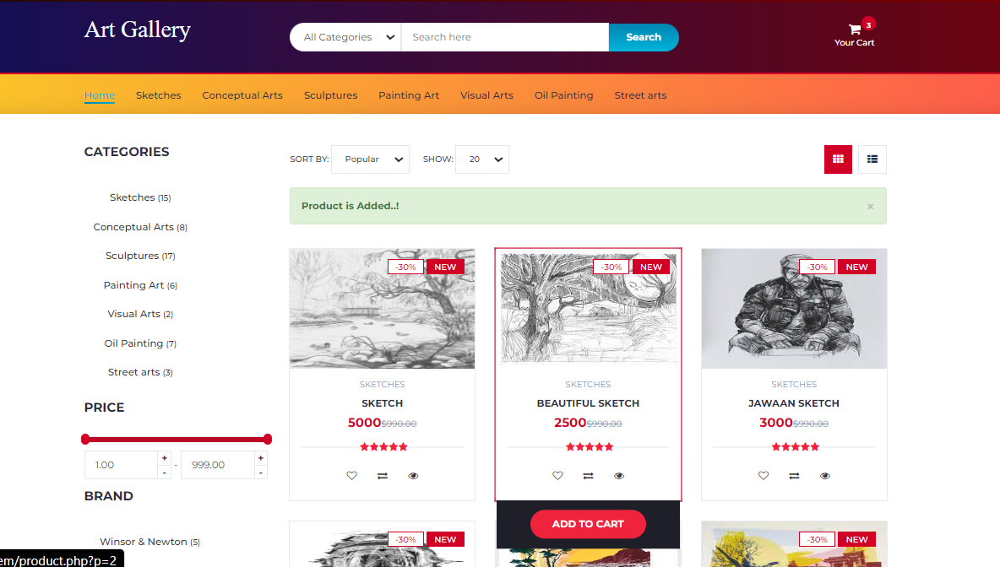 Art Gallery
All Categories
Search here
Search
3
Your Cart
Home Sketches Conceptual Arts Sculptures Painting Art Visual Arts Oil Painting Street arts
CATEGORIES
Sketches (15)
Conceptual Arts (8)
Sculptures (17)
Painting Art (6)
Visual Arts (2)
Oil Painting (7)
Street arts (3)
PRICE
1.00 + - - 999.00 + -
BRAND
Winsor & Newton (5)
SORT BY: Popular SHOW: 20
Product is Added..! ×
-30% NEW
SKETCHES
SKETCH
5000$990.00
-30% NEW
SKETCHES
BEAUTIFUL SKETCH
2500$990.00
ADD TO CART
-30% NEW
SKETCHES
JAWAAN SKETCH
3000$990.00
-30% NEW
-30% NEW
em/product.php?p=2